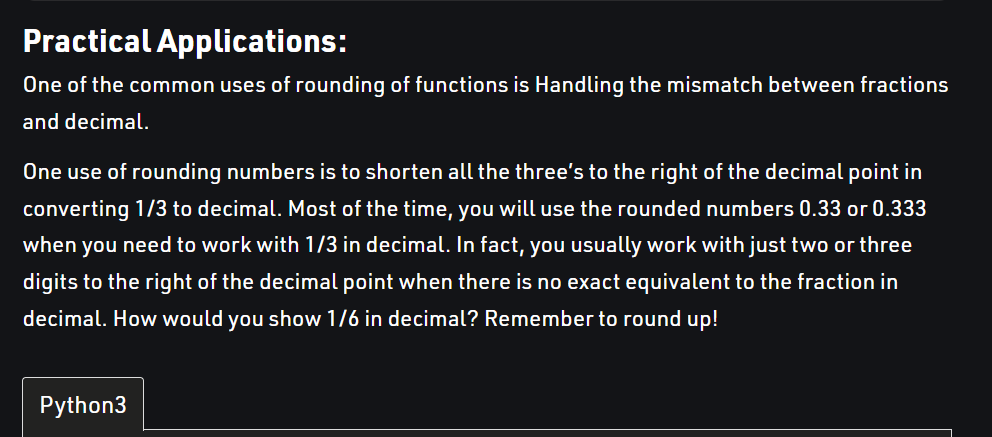 Practical Applications:
One of the common uses of rounding of functions is Handling the mismatch between fractions
and decimal.
One use of rounding numbers is to shorten all the three’s to the right of the decimal point in
converting 1/3 to decimal. Most of the time, you will use the rounded numbers 0.33 or 0.333
when you need to work with 1/3 in decimal. In fact, you usually work with just two or three
digits to the right of the decimal point when there is no exact equivalent to the fraction in
decimal. How would you show 1/6 in decimal? Remember to round up!
Python3